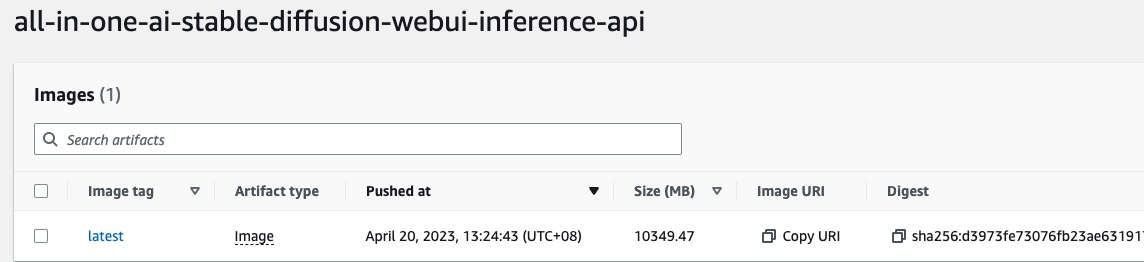 all-in-one-ai-stable-diffusion-webui-inference-api
Images (1)
Search artifacts
Image tag Artifact type Pushed at Size (MB) Image URI Digest
latest Image April 20, 2023, 13:24:43 (UTC+08) 10349.47 Copy URI sha256:d3973fe73076fb23ae63191